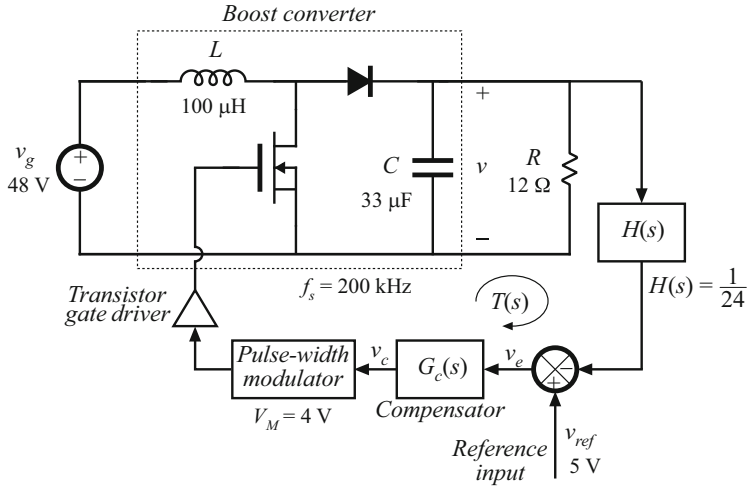 Boost converter
L
100 μH
v_g
48 V
+
−
C
33 μF
+
v
−
R
12 Ω
H(s)
H(s) = 1/24
f_s = 200 kHz
T(s)
Transistor
gate driver
Pulse-width
modulator
V_M = 4 V
v_c
G_c(s)
Compensator
v_e
−
+
Reference
input
v_ref
5 V